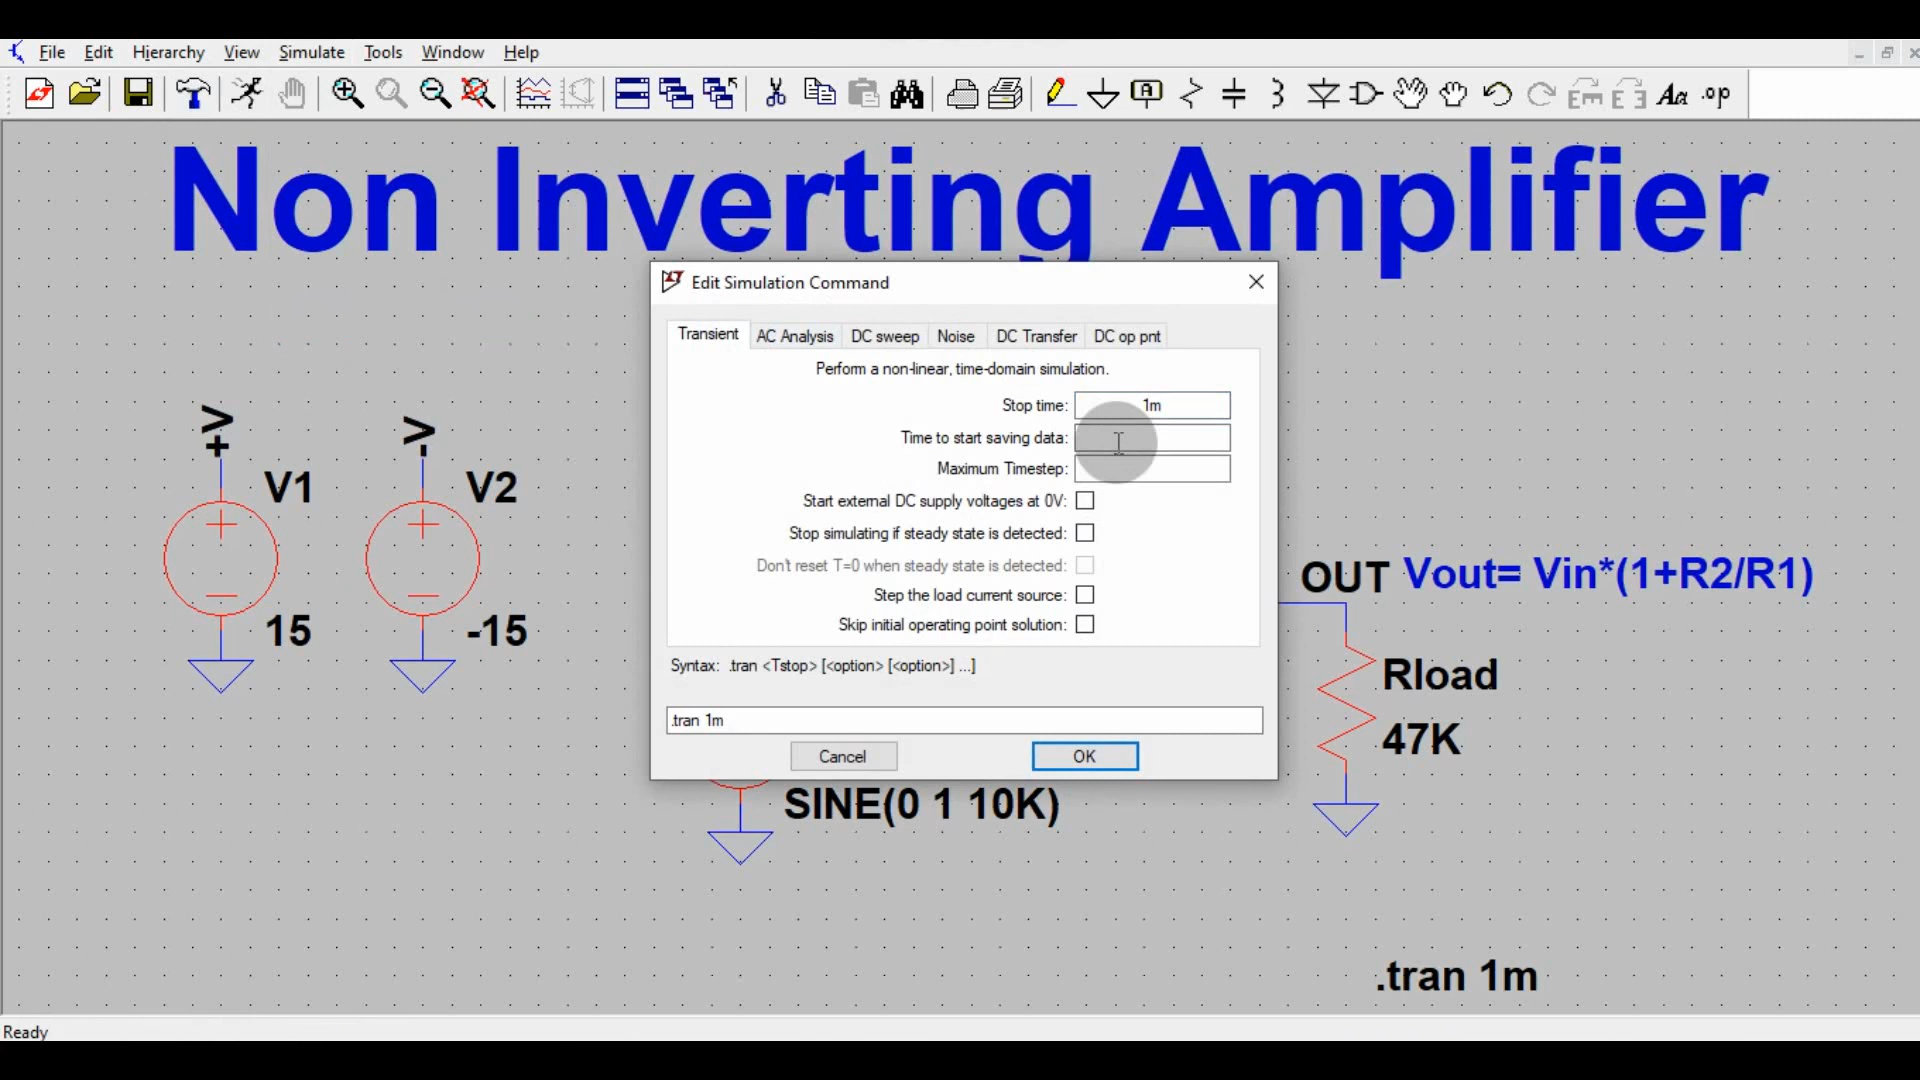 File Edit Hierarchy View Simulate Tools Window Help
A
Aa .op
Non Inverting Amplifier
Edit Simulation Command
Transient AC Analysis DC sweep Noise DC Transfer DC op pnt
Perform a non-linear, time-domain simulation.
Stop time: 1m
Time to start saving data:
Maximum Timestep:
Start external DC supply voltages at 0V:
Stop simulating if steady state is detected:
Don't reset T=0 when steady state is detected:
Step the load current source:
Skip initial operating point solution:
Syntax: .tran <Tstop> [<option> [<option>] ...]
.tran 1m
Cancel OK
V+
V-
V1
15
V2
-15
SINE(0 1 10K)
OUT Vout= Vin*(1+R2/R1)
Rload
47K
.tran 1m
Ready